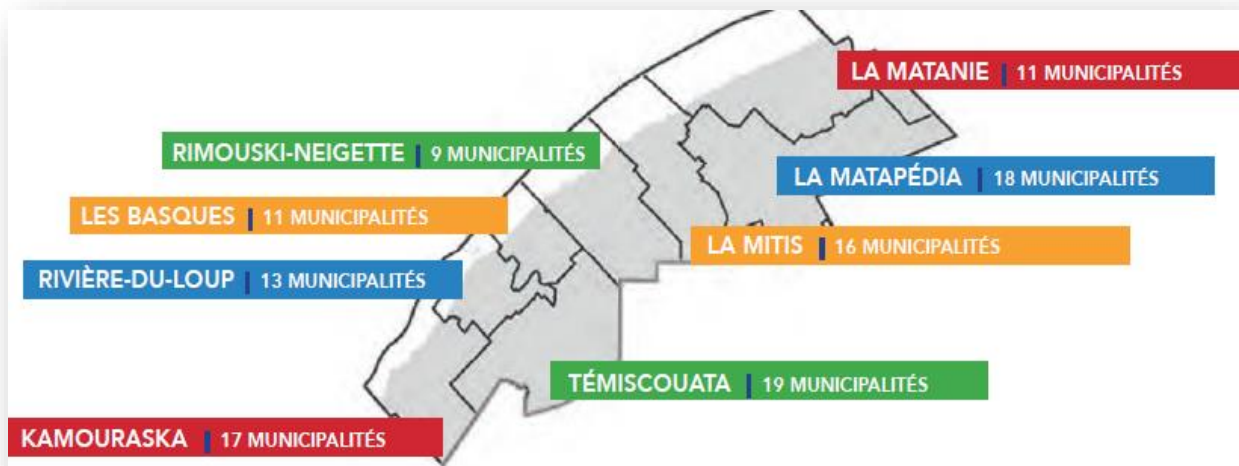 LA MATANIE | 11 MUNICIPALITÉS
RIMOUSKI-NEIGETTE | 9 MUNICIPALITÉS
LA MATAPÉDIA | 18 MUNICIPALITÉS
LES BASQUES | 11 MUNICIPALITÉS
LA MITIS | 16 MUNICIPALITÉS
RIVIÈRE-DU-LOUP | 13 MUNICIPALITÉS
TÉMISCOUATA | 19 MUNICIPALITÉS
KAMOURASKA | 17 MUNICIPALITÉS